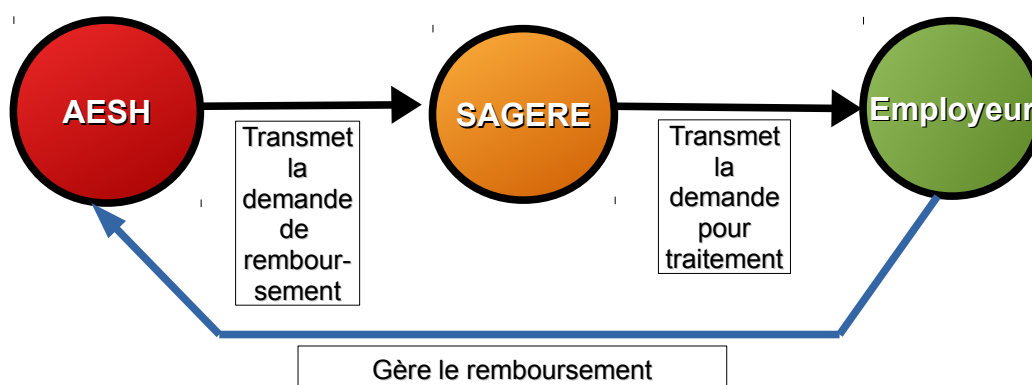 AESH
SAGERE
Employeur
Transmet
la
demande
de
rembour-
sement
Transmet
la
demande
pour
traitement
Gère le remboursement